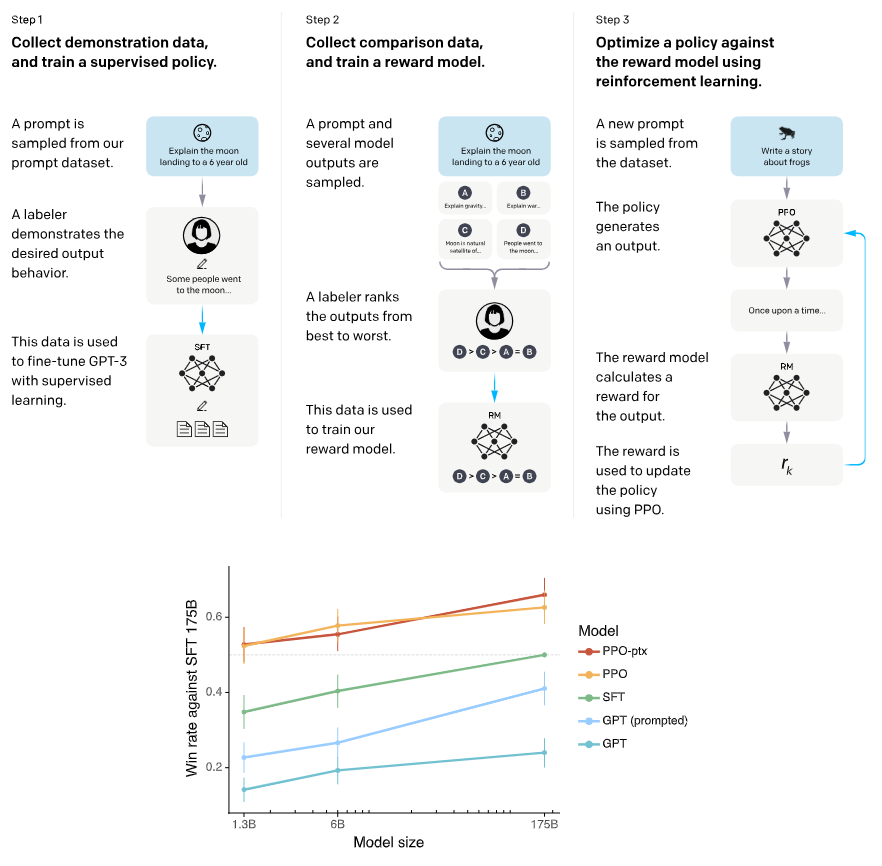 Step 1
Collect demonstration data,
and train a supervised policy.
A prompt is
sampled from our
prompt dataset.
Explain the moon
landing to a 6 year old
A labeler
demonstrates the
desired output
behavior.
Some people went
to the moon...
This data is used
to fine-tune GPT-3
with supervised
learning.
SFT
Step 2
Collect comparison data,
and train a reward model.
A prompt and
several model
outputs are
sampled.
Explain the moon
landing to a 6 year old
A
Explain gravity...
B
Explain war...
C
Moon is natural
satellite of...
D
People went to
the moon...
A labeler ranks
the outputs from
best to worst.
D > C > A = B
This data is used
to train our
reward model.
RM
D > C > A = B
Step 3
Optimize a policy against
the reward model using
reinforcement learning.
A new prompt
is sampled from
the dataset.
Write a story
about frogs
The policy
generates
an output.
PPO
Once upon a time...
The reward model
calculates a
reward for
the output.
RM
The reward is
used to update
the policy
using PPO.
rk
Win rate against SFT 175B
0.6
0.4
0.2
1.3B
6B
175B
Model size
Model
PPO-ptx
PPO
SFT
GPT (prompted)
GPT